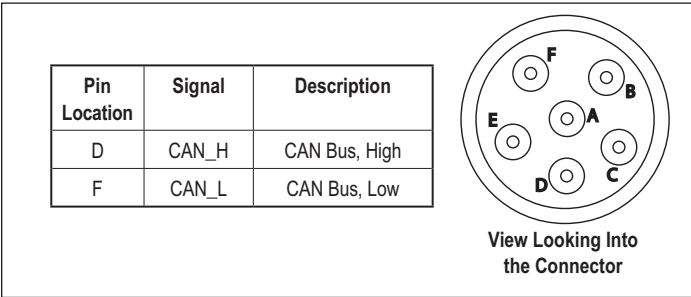 Pin Location Signal Description
D CAN_H CAN Bus, High
F CAN_L CAN Bus, Low
F
B
A
E
C
D
View Looking Into
the Connector